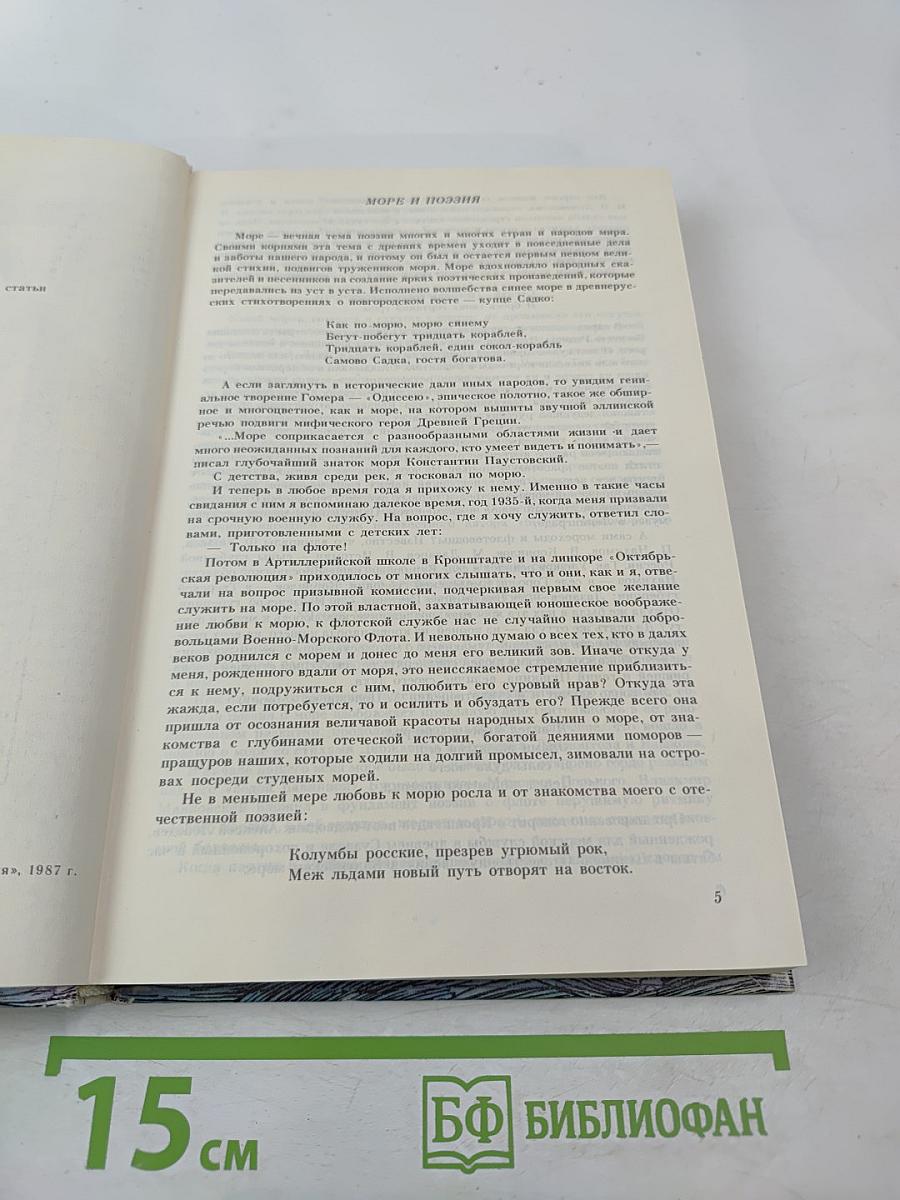 статьи
я», 1987 г.
МОРЕ И ПОЭЗИЯ
Море — вечная тема поэзии многих и многих стран и народов мира.
Своими корнями эта тема с древних времен уходит в повседневные дела
и заботы нашего народа, и потому он был и остается первым певцом вели-
кой стихии, подвигов тружеников моря. Море вдохновляло народных ска-
зителей и песенников на создание ярких поэтических произведений, которые
передавались из уст в уста. Исполнено волшебства синее море в древнерус-
ских стихотворениях о новгородском госте — купце Садко:
Как по морю, морю синему
Бегут-побегут тридцать кораблей,
Тридцать кораблей, един сокол-корабль
Самово Садка, гостя богатова.
А если заглянуть в исторические дали иных народов, то увидим гени-
альное творение Гомера — «Одиссею», эпическое полотно, такое же обшир-
ное и многоцветное, как и море, на котором вышиты звучной эллинской
речью подвиги мифического героя Древней Греции.
«...Море соприкасается с разнообразными областями жизни и дает
много неожиданных познаний для каждого, кто умеет видеть и понимать»,—
писал глубочайший знаток моря Константин Паустовский.
С детства, живя среди рек, я тосковал по морю.
И теперь в любое время года я прихожу к нему. Именно в такие часы
свидания с ним я вспоминаю далекое время, год 1935-й, когда меня призвали
на срочную военную службу. На вопрос, где я хочу служить, ответил сло-
вами, приготовленными с детских лет:
— Только на флоте!
Потом в Артиллерийской школе в Кронштадте и на линкоре «Октябрь-
ская революция» приходилось от многих слышать, что и они, как и я, отве-
чали на вопрос призывной комиссии, подчеркивая первым свое желание
служить на море. По этой властной, захватывающей юношеское воображе-
ние любви к морю, к флотской службе нас не случайно называли добро-
вольцами Военно-Морского Флота. И невольно думаю о всех тех, кто в далях
веков роднился с морем и донес до меня его великий зов. Иначе откуда у
меня, рожденного вдали от моря, это неиссякаемое стремление приблизить-
ся к нему, подружиться с ним, полюбить его суровый нрав? Откуда эта
жажда, если потребуется, то и осилить и обуздать его? Прежде всего она
пришла от осознания величавой красоты народных былин о море, от зна-
комства с глубинами отеческой истории, богатой деяниями поморов —
пращуров наших, которые ходили на долгий промысел, зимовали на остро-
вах посреди студеных морей.
Не в меньшей мере любовь к морю росла и от знакомства моего с оте-
чественной поэзией:
Колумбы росские, презрев угрюмый рок,
Меж льдами новый путь отворят на восток.
5
15 см
БФ БИБЛИОФАН